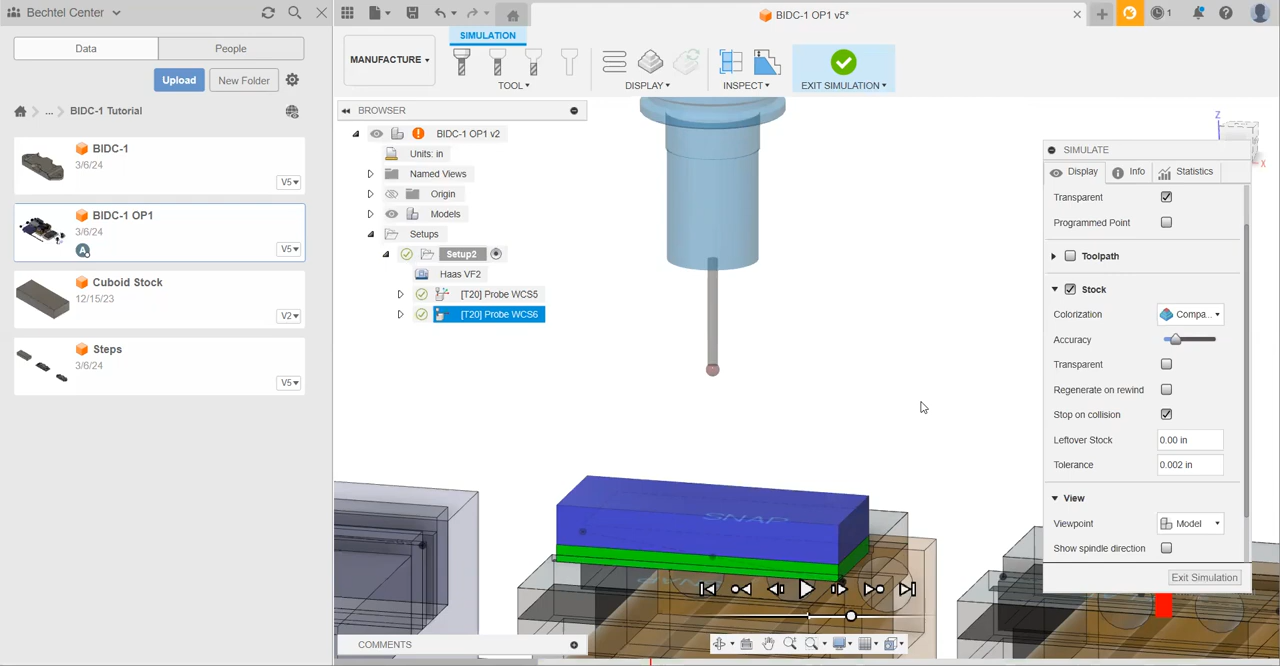 Bechtel Center
Data
People
Upload
New Folder
... BIDC-1 Tutorial
BIDC-1
3/6/24
V5
BIDC-1 OP1
3/6/24
A
V5
Cuboid Stock
12/15/23
V2
Steps
3/6/24
V5
BIDC-1 OP1 v5*
1
MANUFACTURE
SIMULATION
TOOL
DISPLAY
INSPECT
EXIT SIMULATION
BROWSER
BIDC-1 OP1 v2
Units: in
Named Views
Origin
Models
Setups
Setup2
Haas VF2
[T20] Probe WCS5
[T20] Probe WCS6
SNAP
Z
X
SIMULATE
Display
Info
Statistics
Transparent
Programmed Point
Toolpath
Stock
Colorization
Compa...
Accuracy
Transparent
Regenerate on rewind
Stop on collision
Leftover Stock
0.00 in
Tolerance
0.002 in
View
Viewpoint
Model
Show spindle direction
Exit Simulation
COMMENTS